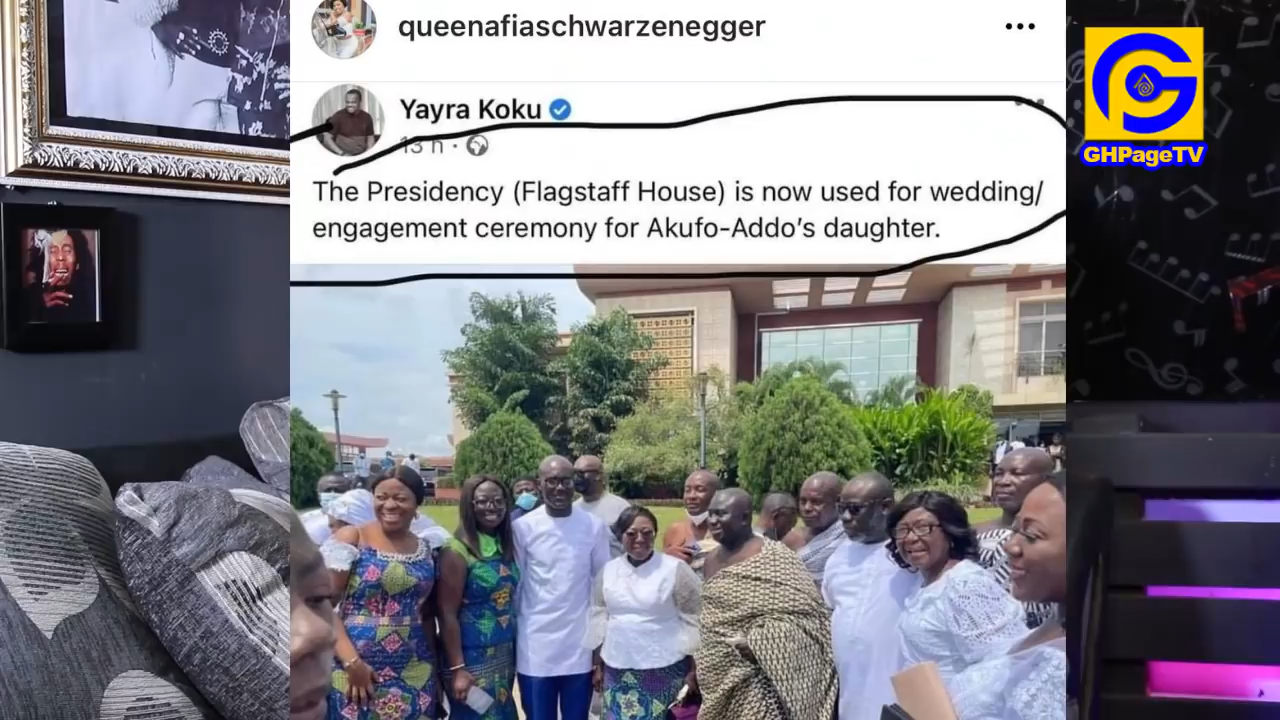 queenafiaschwarzenegger
Yayra Koku
13 h ·
The Presidency (Flagstaff House) is now used for wedding/
engagement ceremony for Akufo-Addo's daughter.
GHPageTV